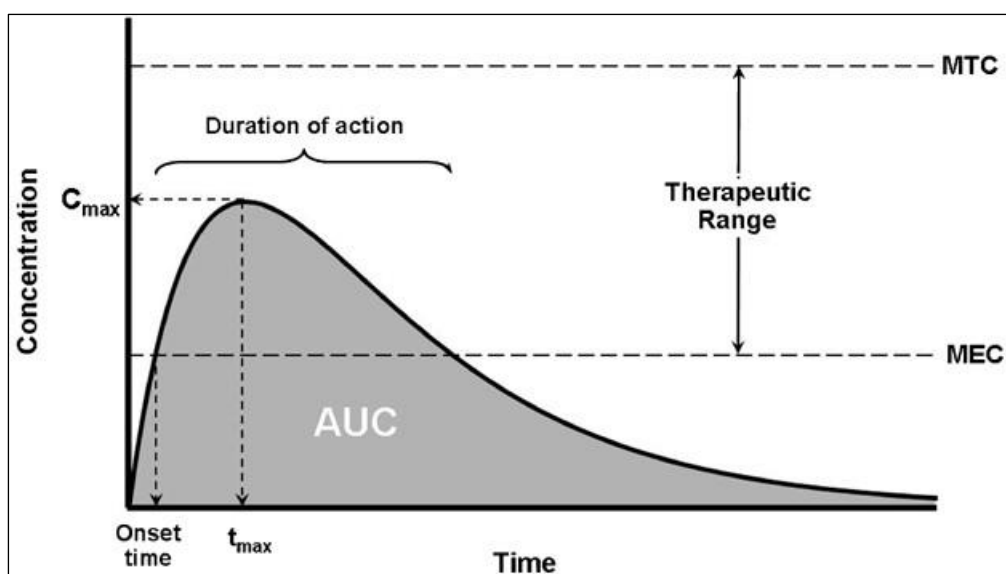 MTC
Duration of action
Therapeutic
Range
Cmax
Concentration
MEC
AUC
Onset
time
tmax
Time